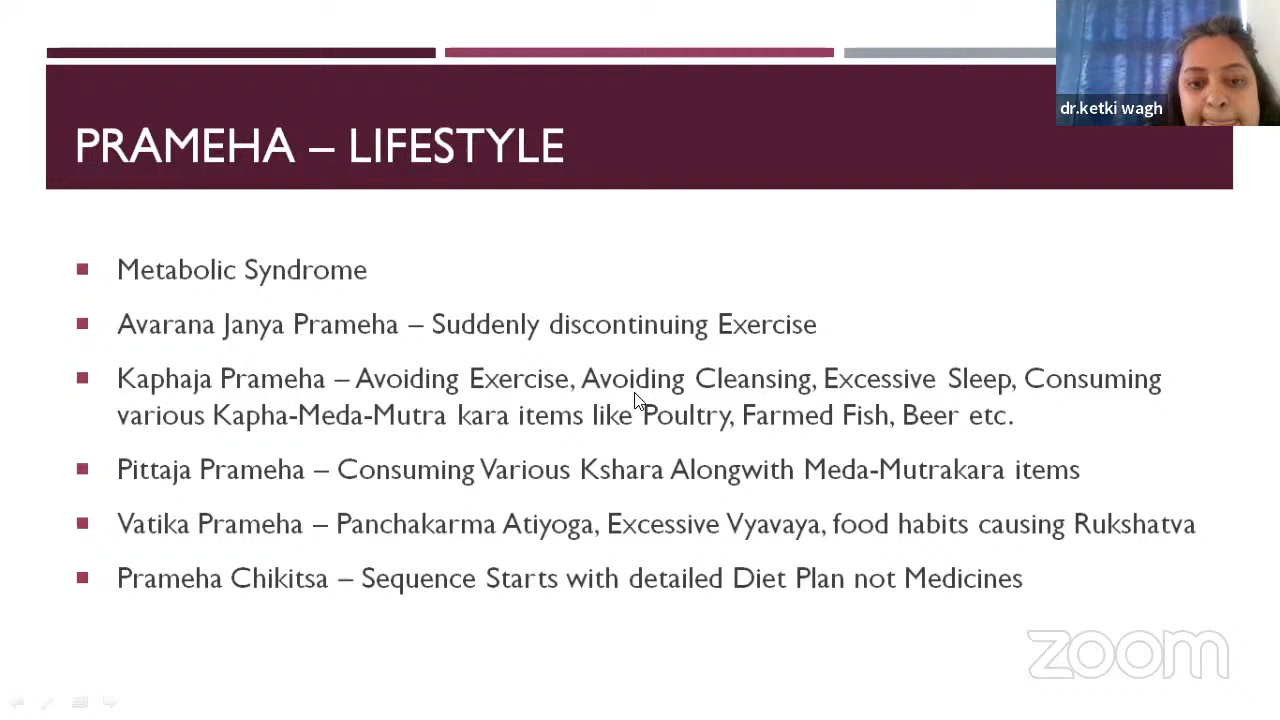 dr.ketki wagh
PRAMEHA – LIFESTYLE
Metabolic Syndrome
Avarana Janya Prameha – Suddenly discontinuing Exercise
Kaphaja Prameha – Avoiding Exercise, Avoiding Cleansing, Excessive Sleep, Consuming
various Kapha-Meda-Mutra kara items like Poultry, Farmed Fish, Beer etc.
Pittaja Prameha – Consuming Various Kshara Alongwith Meda-Mutrakara items
Vatika Prameha – Panchakarma Atiyoga, Excessive Vyavaya, food habits causing Rukshatva
Prameha Chikitsa – Sequence Starts with detailed Diet Plan not Medicines
zoom